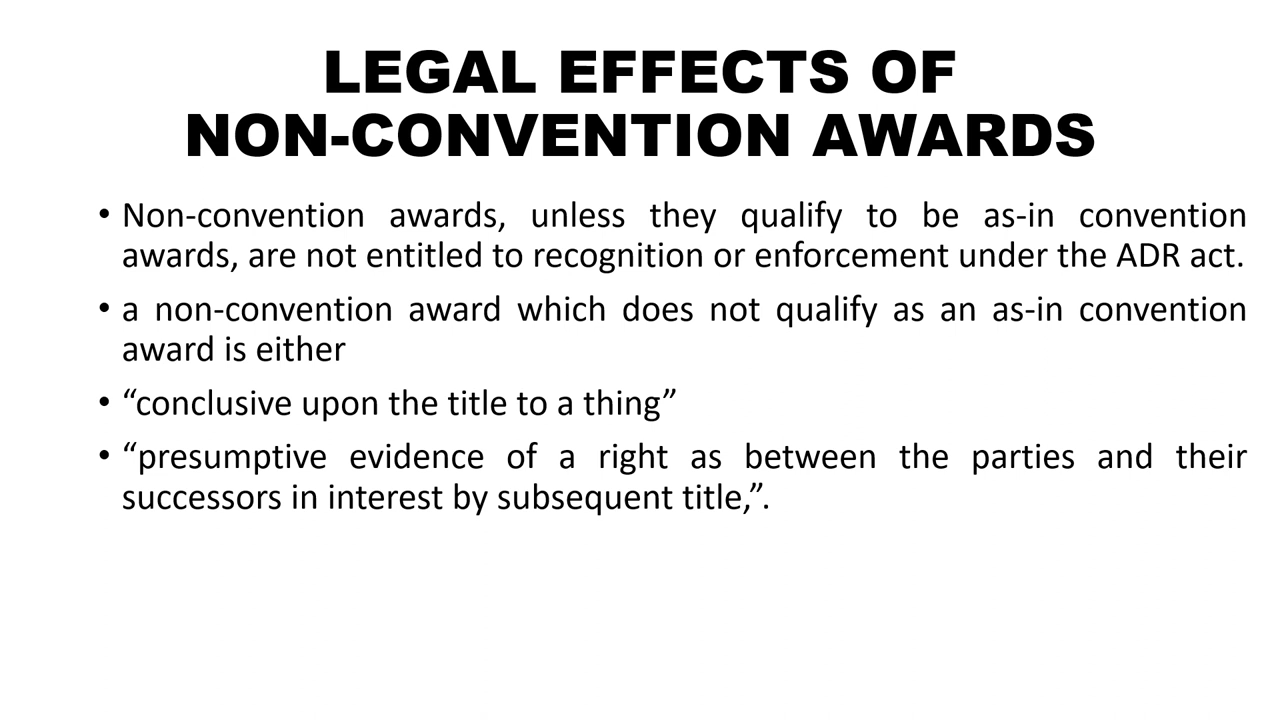 LEGAL EFFECTS OF
NON-CONVENTION AWARDS
• Non-convention awards, unless they qualify to be as-in convention
awards, are not entitled to recognition or enforcement under the ADR act.
• a non-convention award which does not qualify as an as-in convention
award is either
• “conclusive upon the title to a thing”
• “presumptive evidence of a right as between the parties and their
successors in interest by subsequent title,”.